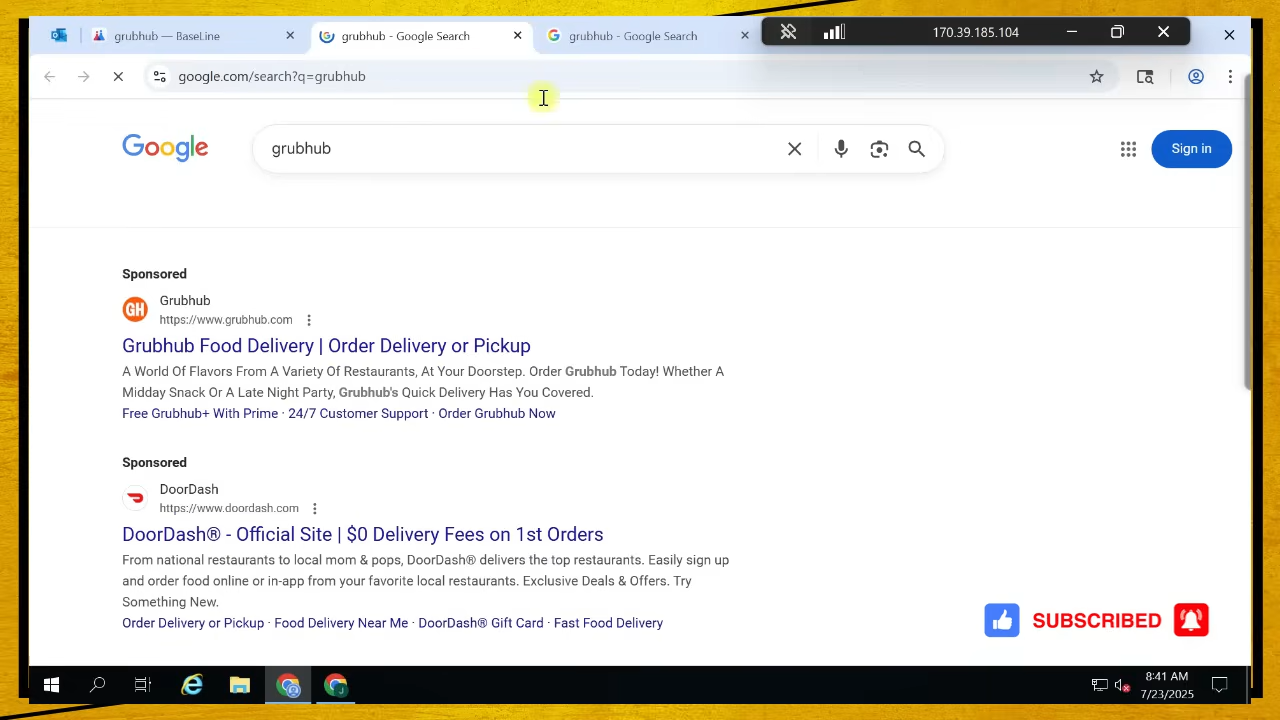 grubhub — BaseLine
grubhub - Google Search
grubhub - Google Search
170.39.185.104
google.com/search?q=grubhub
Google
grubhub
Sign in
Sponsored
GH
Grubhub
https://www.grubhub.com
Grubhub Food Delivery | Order Delivery or Pickup
A World Of Flavors From A Variety Of Restaurants, At Your Doorstep. Order Grubhub Today! Whether A
Midday Snack Or A Late Night Party, Grubhub's Quick Delivery Has You Covered.
Free Grubhub+ With Prime · 24/7 Customer Support · Order Grubhub Now
Sponsored
DoorDash
https://www.doordash.com
DoorDash® - Official Site | $0 Delivery Fees on 1st Orders
From national restaurants to local mom & pops, DoorDash® delivers the top restaurants. Easily sign up
and order food online or in-app from your favorite local restaurants. Exclusive Deals & Offers. Try
Something New.
Order Delivery or Pickup · Food Delivery Near Me · DoorDash® Gift Card · Fast Food Delivery
SUBSCRIBED
8:41 AM
7/23/2025